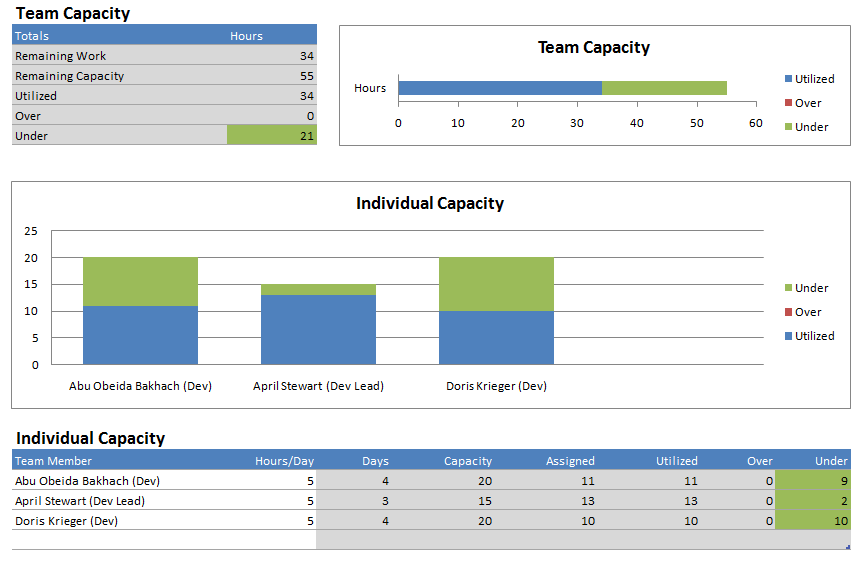 Team Capacity
Totals Hours
Remaining Work 34
Remaining Capacity 55
Utilized 34
Over 0
Under 21
Team Capacity
Hours
0 10 20 30 40 50 60
Utilized
Over
Under
Individual Capacity
25
20
15
10
5
0
Abu Obeida Bakhach (Dev) April Stewart (Dev Lead) Doris Krieger (Dev)
Under
Over
Utilized
Individual Capacity
Team Member Hours/Day Days Capacity Assigned Utilized Over Under
Abu Obeida Bakhach (Dev) 5 4 20 11 11 0 9
April Stewart (Dev Lead) 5 3 15 13 13 0 2
Doris Krieger (Dev) 5 4 20 10 10 0 10